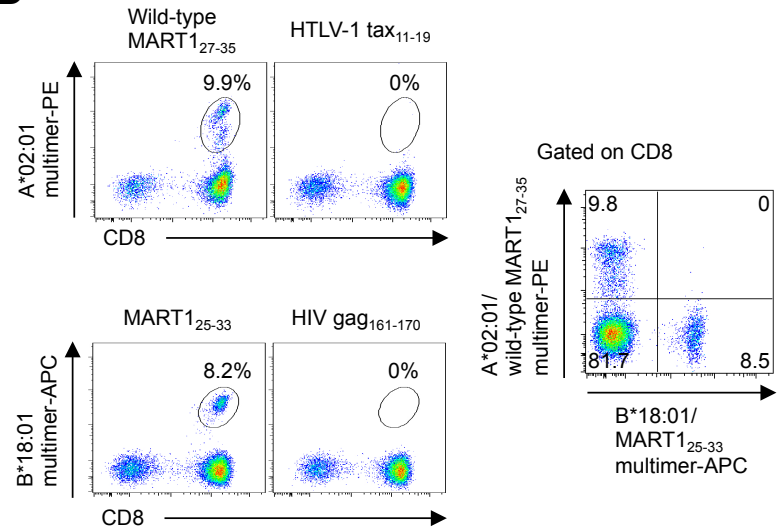 Wild-type
MART1₂₇₋₃₅
HTLV-1 tax₁₁₋₁₉
9.9%
0%
A*02:01
multimer-PE
CD8
MART1₂₅₋₃₃
HIV gag₁₆₁₋₁₇₀
8.2%
0%
B*18:01
multimer-APC
CD8
Gated on CD8
9.8
0
81.7
8.5
A*02:01/
wild-type MART1₂₇₋₃₅
multimer-PE
B*18:01/
MART1₂₅₋₃₃
multimer-APC